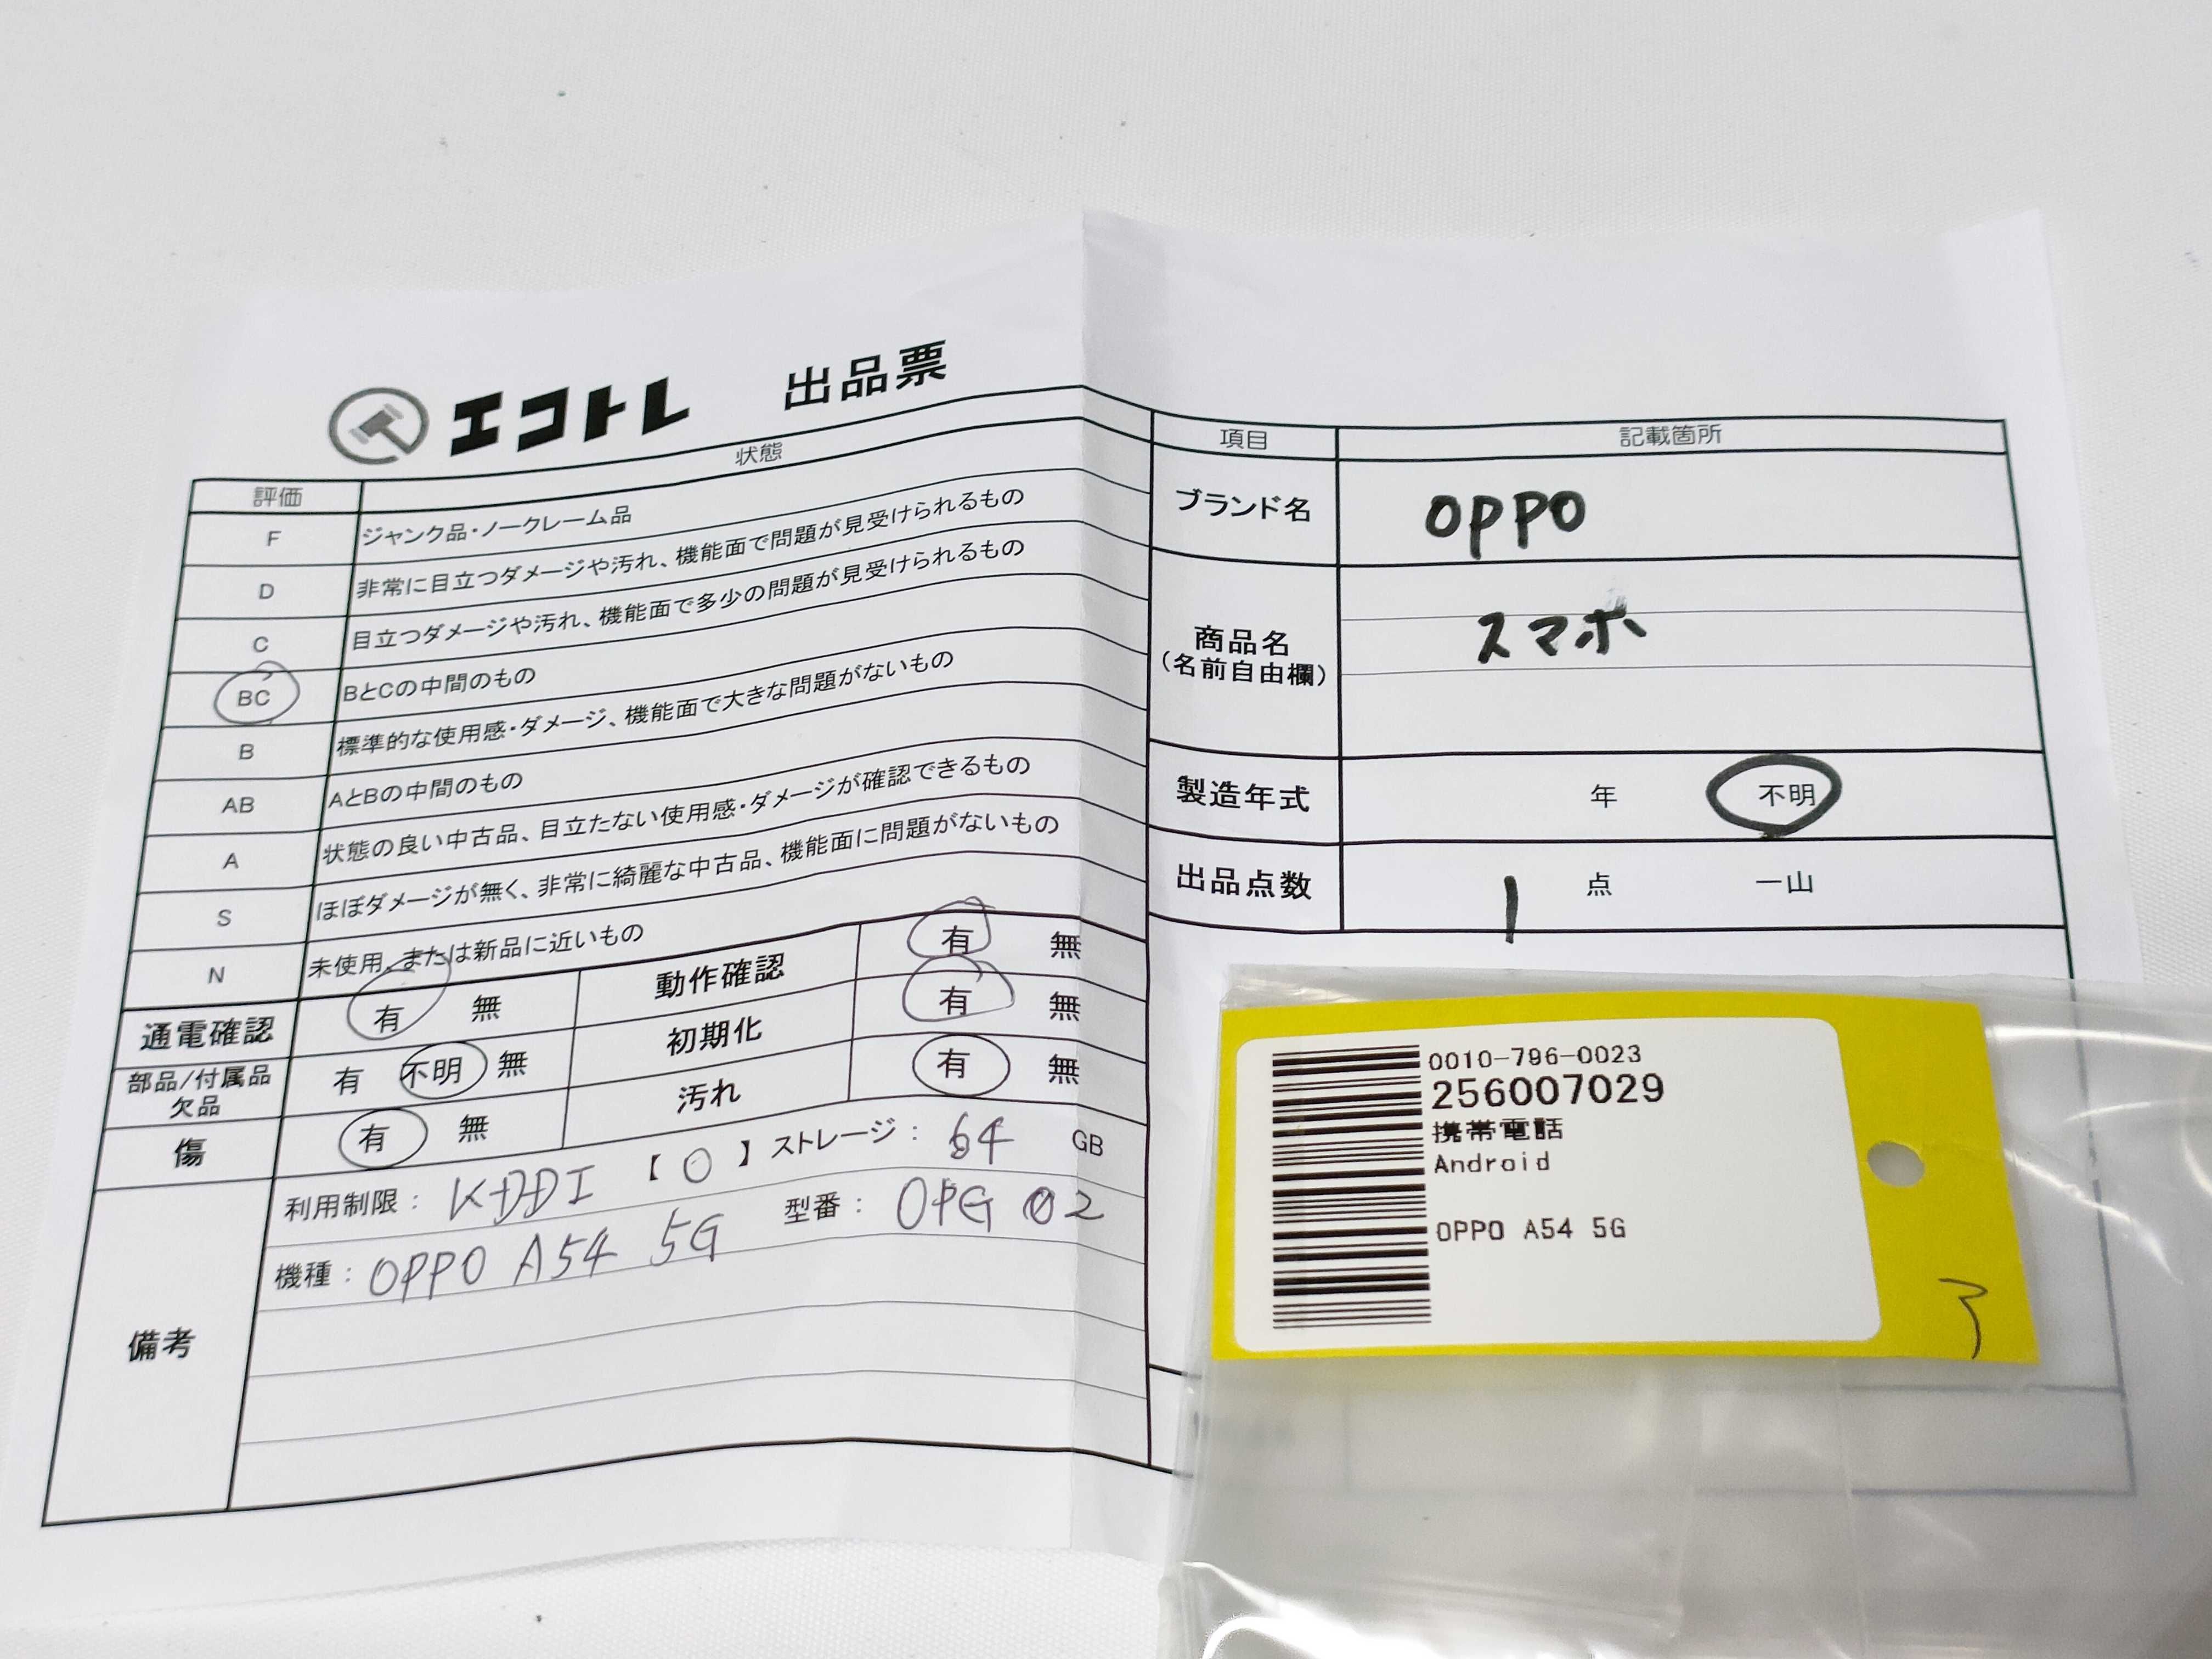 エコトレ 出品票
評価 状態
F ジャンク品・ノークレーム品
D 非常に目立つダメージや汚れ、機能面で問題が見受けられるもの
C 目立つダメージや汚れ、機能面で多少の問題が見受けられるもの
BC BとCの中間のもの
B 標準的な使用感・ダメージ、機能面で大きな問題がないもの
AB AとBの中間のもの
A 状態の良い中古品、目立たない使用感・ダメージが確認できるもの
S ほぼダメージが無く、非常に綺麗な中古品、機能面に問題がないもの
N 未使用、または新品に近いもの
通電確認 有 無 動作確認 有 無
部品/付属品 欠品 有 不明 無 初期化 有 無
傷 有 無 汚れ 有 無
備考
利用制限: KDDI 【 〇 】 ストレージ: 64 GB
機種: OPPO A54 5G 型番: OPG 02
項目 記載箇所
ブランド名 OPPO
商品名 スマホ
(名前自由欄)
製造年式 年 不明
出品点数 1 点 一山
0010-796-0023
256007029
携帯電話
Android
OPPO A54 5G
3